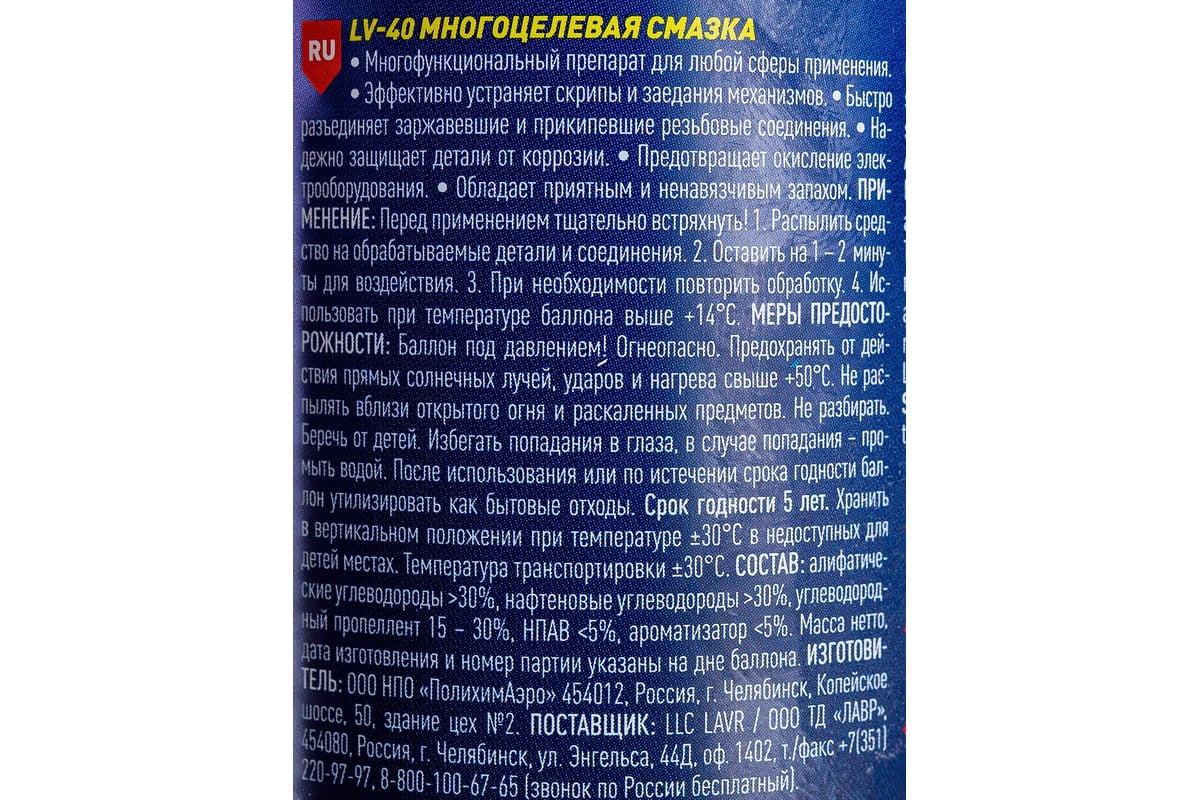 RU
LV-40 МНОГОЦЕЛЕВАЯ СМАЗКА
• Многофункциональный препарат для любой сферы применения.
• Эффективно устраняет скрипы и заедания механизмов. • Быстро
разъединяет заржавевшие и прикипевшие резьбовые соединения. • На-
дежно защищает детали от коррозии. • Предотвращает окисление элек-
трооборудования. • Обладает приятным и ненавязчивым запахом. ПРИ-
МЕНЕНИЕ: Перед применением тщательно встряхнуть! 1. Распылить сред-
ство на обрабатываемые детали и соединения. 2. Оставить на 1 – 2 мину-
ты для воздействия. 3. При необходимости повторить обработку. 4. Ис-
пользовать при температуре баллона выше +14°C. МЕРЫ ПРЕДОСТО-
РОЖНОСТИ: Баллон под давлением! Огнеопасно. Предохранять от дей-
ствия прямых солнечных лучей, ударов и нагрева свыше +50°C. Не рас-
пылять вблизи открытого огня и раскаленных предметов. Не разбирать.
Беречь от детей. Избегать попадания в глаза, в случае попадания – про-
мыть водой. После использования или по истечении срока годности бал-
лон утилизировать как бытовые отходы. Срок годности 5 лет. Хранить
в вертикальном положении при температуре ±30°C в недоступных для
детей местах. Температура транспортировки ±30°C. СОСТАВ: алифатиче-
ские углеводороды >30%, нафтеновые углеводороды >30%, углеводород-
ный пропеллент 15 – 30%, НПАВ <5%, ароматизатор <5%. Масса нетто,
дата изготовления и номер партии указаны на дне баллона. ИЗГОТОВИ-
ТЕЛЬ: ООО НПО «ПолихимАэро» 454012, Россия, г. Челябинск, Копейское
шоссе, 50, здание цех №2. ПОСТАВЩИК: LLC LAVR / ООО ТД «ЛАВР»,
454080, Россия, г. Челябинск, ул. Энгельса, 44Д, оф. 1402, т./факс +7(351)
220-97-97, 8-800-100-67-65 (звонок по России бесплатный).